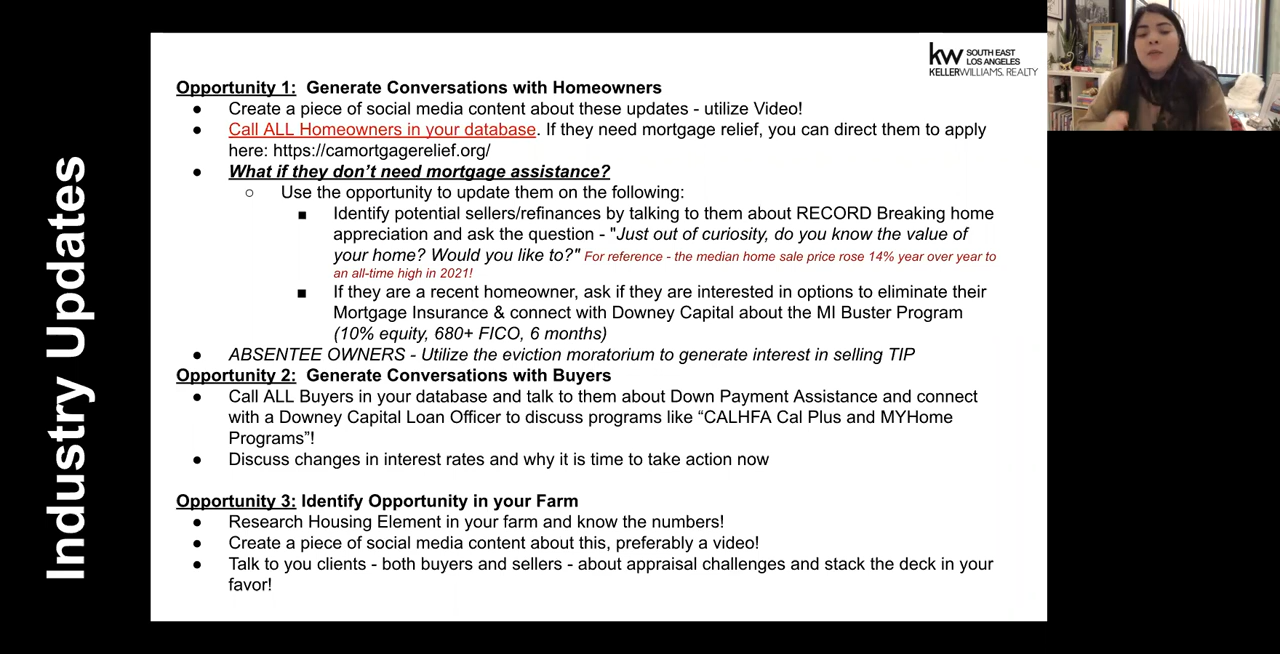 Industry Updates
kw SOUTH EAST
LOS ANGELES
KELLERWILLIAMS. REALTY
Opportunity 1: Generate Conversations with Homeowners
● Create a piece of social media content about these updates - utilize Video!
● Call ALL Homeowners in your database. If they need mortgage relief, you can direct them to apply
here: https://camortgagerelief.org/
● What if they don’t need mortgage assistance?
○ Use the opportunity to update them on the following:
■ Identify potential sellers/refinances by talking to them about RECORD Breaking home
appreciation and ask the question - "Just out of curiosity, do you know the value of
your home? Would you like to?" For reference - the median home sale price rose 14% year over year to
an all-time high in 2021!
■ If they are a recent homeowner, ask if they are interested in options to eliminate their
Mortgage Insurance & connect with Downey Capital about the MI Buster Program
(10% equity, 680+ FICO, 6 months)
● ABSENTEE OWNERS - Utilize the eviction moratorium to generate interest in selling TIP
Opportunity 2: Generate Conversations with Buyers
● Call ALL Buyers in your database and talk to them about Down Payment Assistance and connect
with a Downey Capital Loan Officer to discuss programs like “CALHFA Cal Plus and MYHome
Programs”!
● Discuss changes in interest rates and why it is time to take action now
Opportunity 3: Identify Opportunity in your Farm
● Research Housing Element in your farm and know the numbers!
● Create a piece of social media content about this, preferably a video!
● Talk to you clients - both buyers and sellers - about appraisal challenges and stack the deck in your
favor!